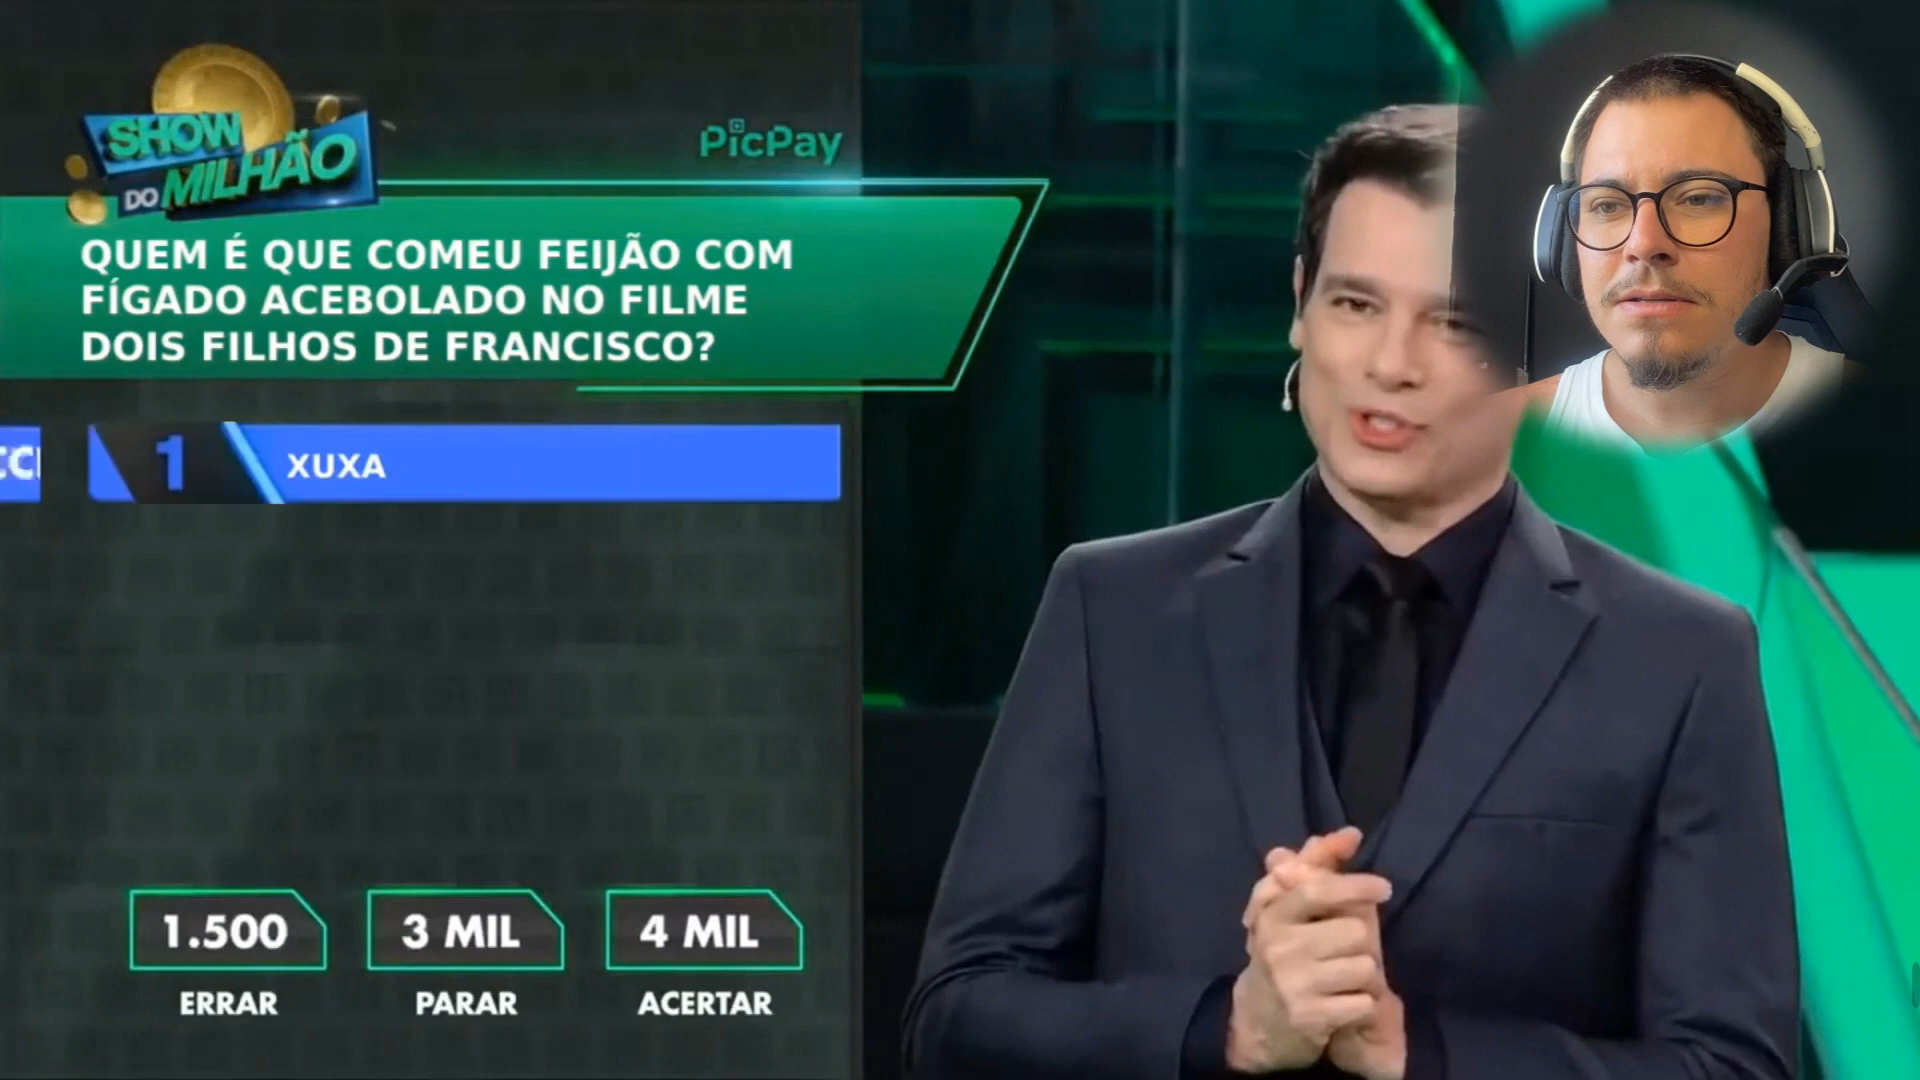 SHOW
DO MILHÃO
PicPay
QUEM É QUE COMEU FEIJÃO COM
FÍGADO ACEBOLADO NO FILME
DOIS FILHOS DE FRANCISCO?
1 XUXA
1.500 3 MIL 4 MIL
ERRAR PARAR ACERTAR